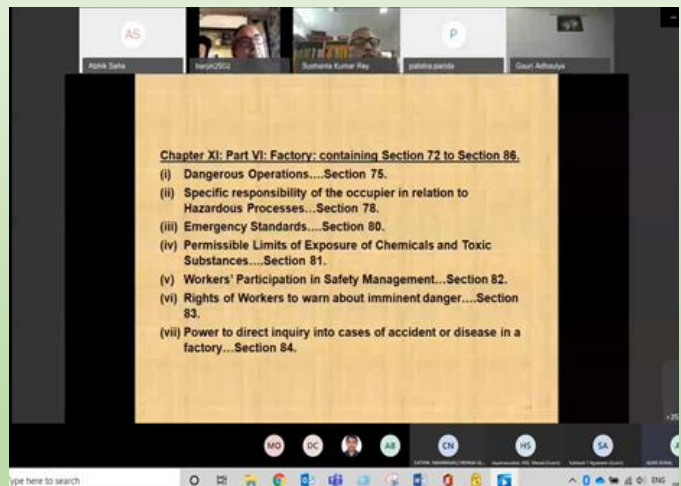 AS
P
Abhik Saha
barjin2502
Sushanta Kumar Ray
Gauri Adhaulya
Chapter XI: Part VI: Factory: containing Section 72 to Section 86.
(i) Dangerous Operations....Section 75.
(ii) Specific responsibility of the occupier in relation to
Hazardous Processes...Section 78.
(iii) Emergency Standards....Section 80.
(iv) Permissible Limits of Exposure of Chemicals and Toxic
Substances....Section 81.
(v) Workers' Participation in Safety Management...Section 82.
(vi) Rights of Workers to warn about imminent danger....Section
83.
(vii) Power to direct inquiry into cases of accident or disease in a
factory...Section 84.
MO
DC
AB
CN
HS
SA
ype here to search
ENG